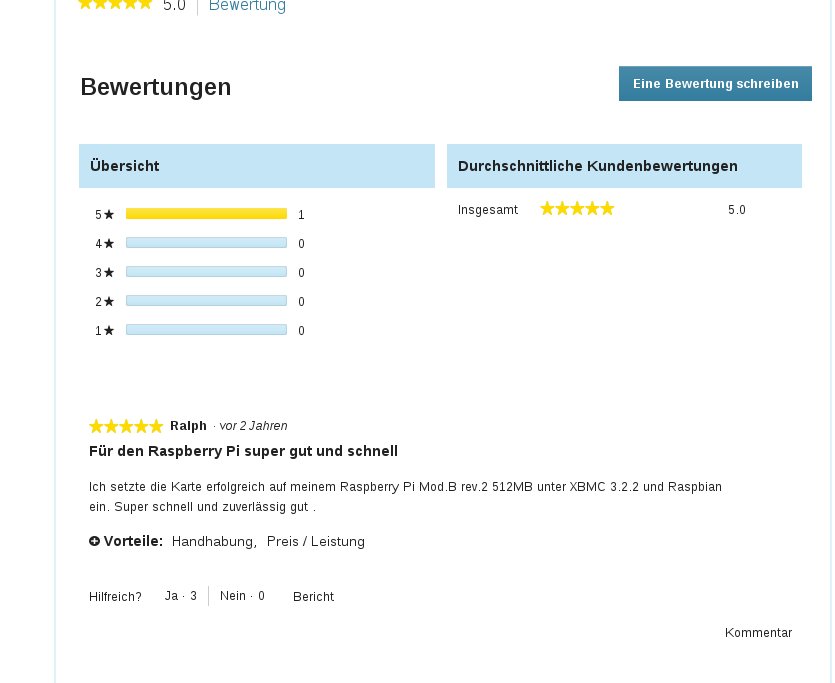 ★★★★★ 5.0 Bewertung
Bewertungen
Eine Bewertung schreiben
Übersicht
5★ 1
4★ 0
3★ 0
2★ 0
1★ 0
Durchschnittliche Kundenbewertungen
Insgesamt ★★★★★ 5.0
★★★★★ Ralph · vor 2 Jahren
Für den Raspberry Pi super gut und schnell
Ich setzte die Karte erfolgreich auf meinem Raspberry Pi Mod.B rev.2 512MB unter XBMC 3.2.2 und Raspbian
ein. Super schnell und zuverlässig gut .
Vorteile: Handhabung, Preis / Leistung
Hilfreich? Ja · 3 Nein · 0 Bericht
Kommentar